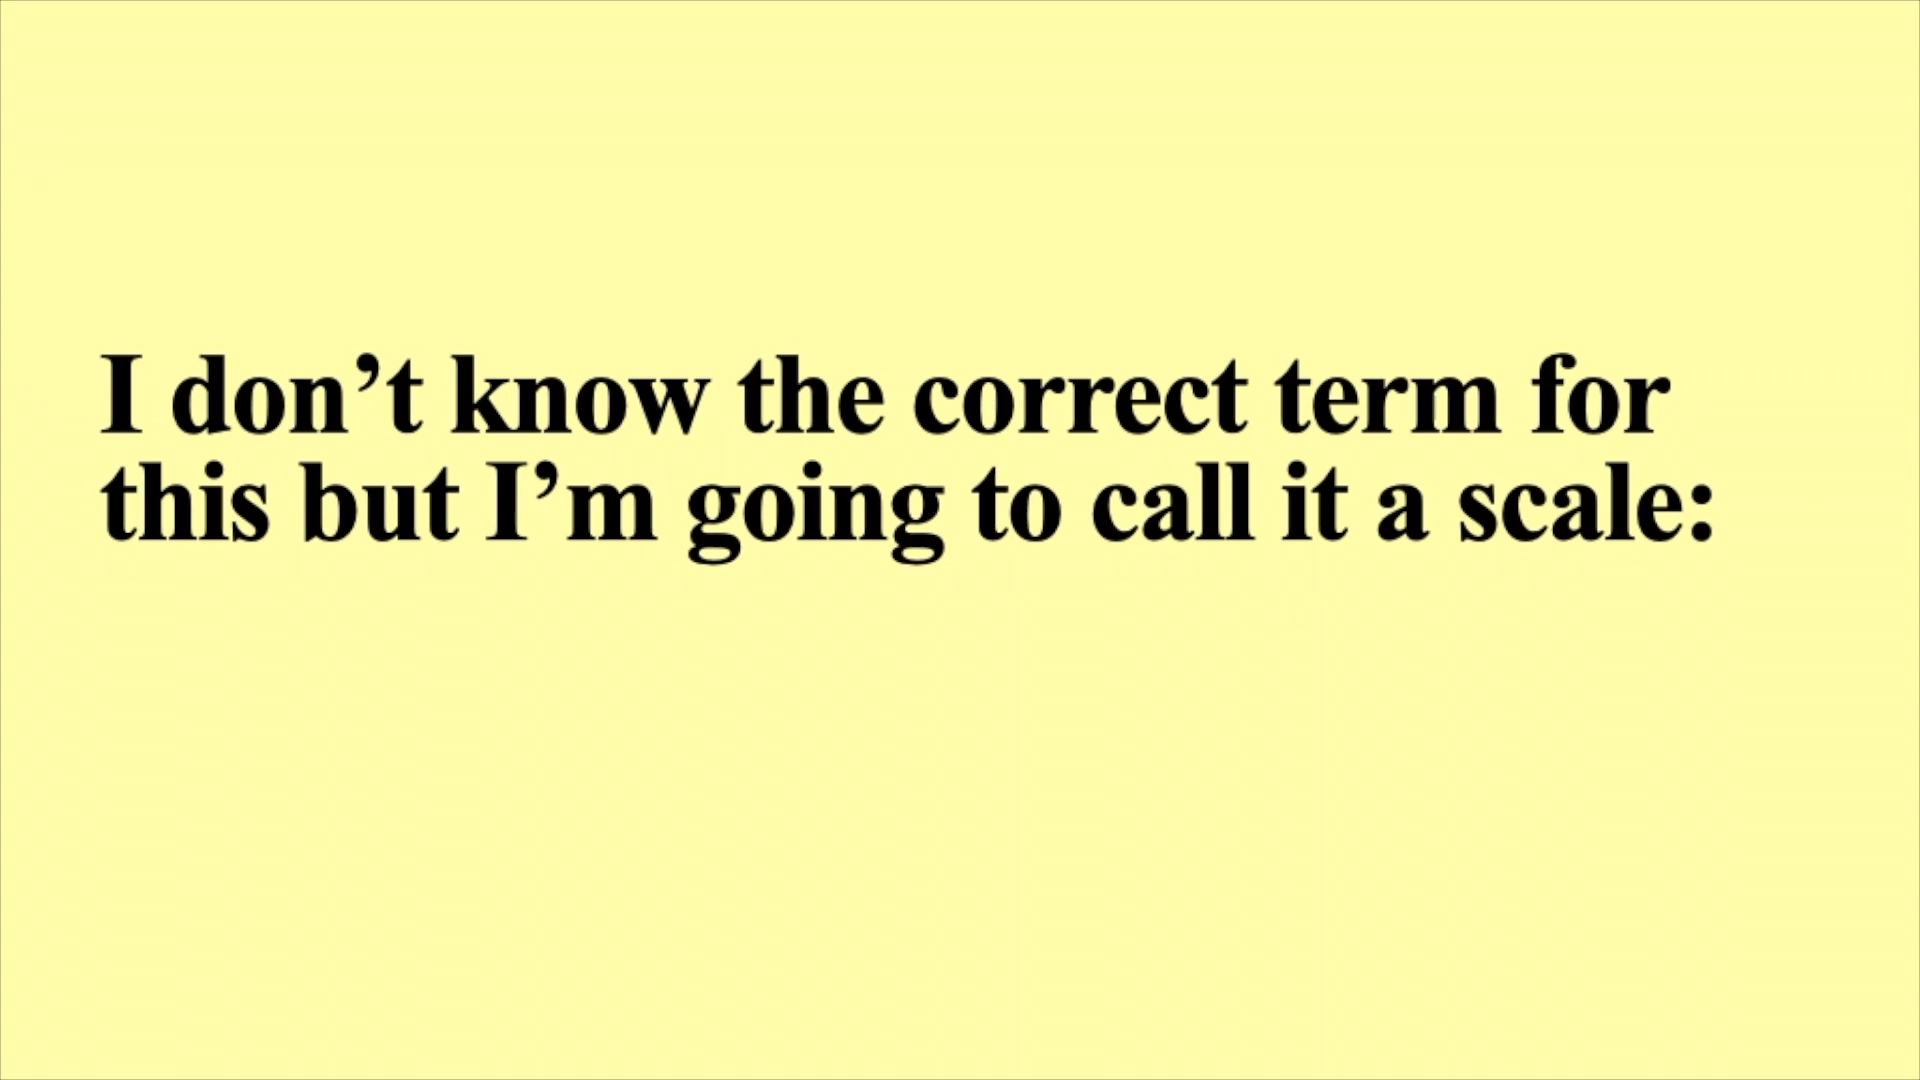 I don’t know the correct term for
this but I’m going to call it a scale: